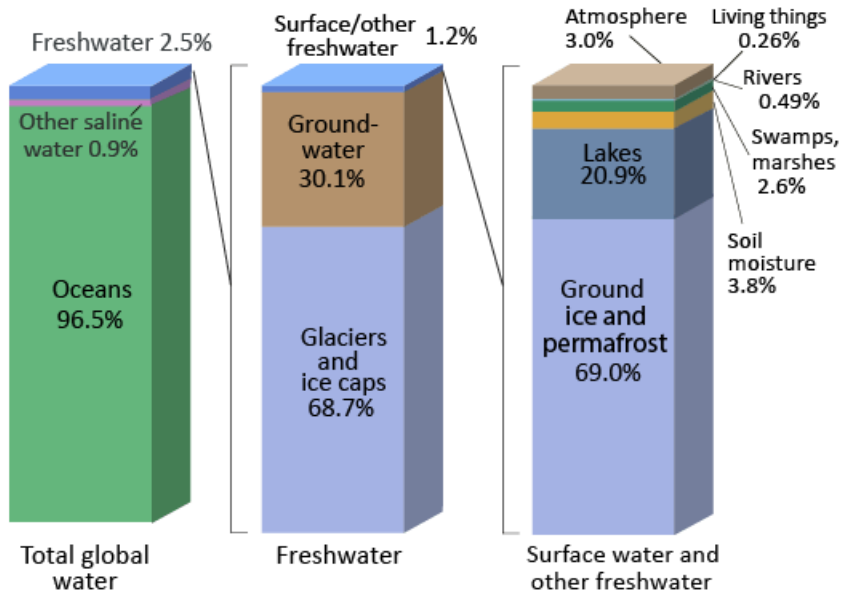 Freshwater 2.5%
Other saline
water 0.9%
Oceans
96.5%
Total global
water
Surface/other
freshwater
1.2%
Ground-
water
30.1%
Glaciers
and
ice caps
68.7%
Freshwater
Atmosphere
3.0%
Living things
0.26%
Rivers
0.49%
Swamps,
marshes
2.6%
Soil
moisture
3.8%
Lakes
20.9%
Ground
ice and
permafrost
69.0%
Surface water and
other freshwater